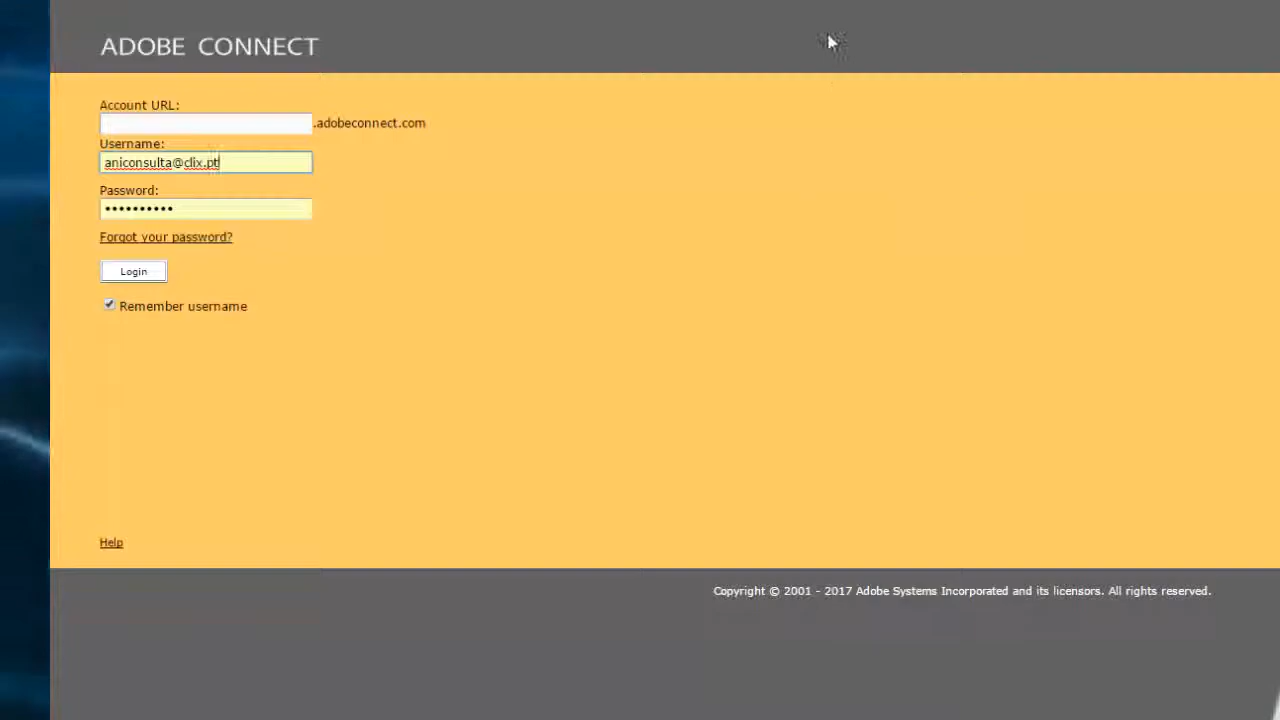 ADOBE CONNECT
Account URL:
.adobeconnect.com
Username:
aniconsulta@clix.pt
Password:
••••••••••
Forgot your password?
Login
Remember username
Help
Copyright © 2001 - 2017 Adobe Systems Incorporated and its licensors. All rights reserved.